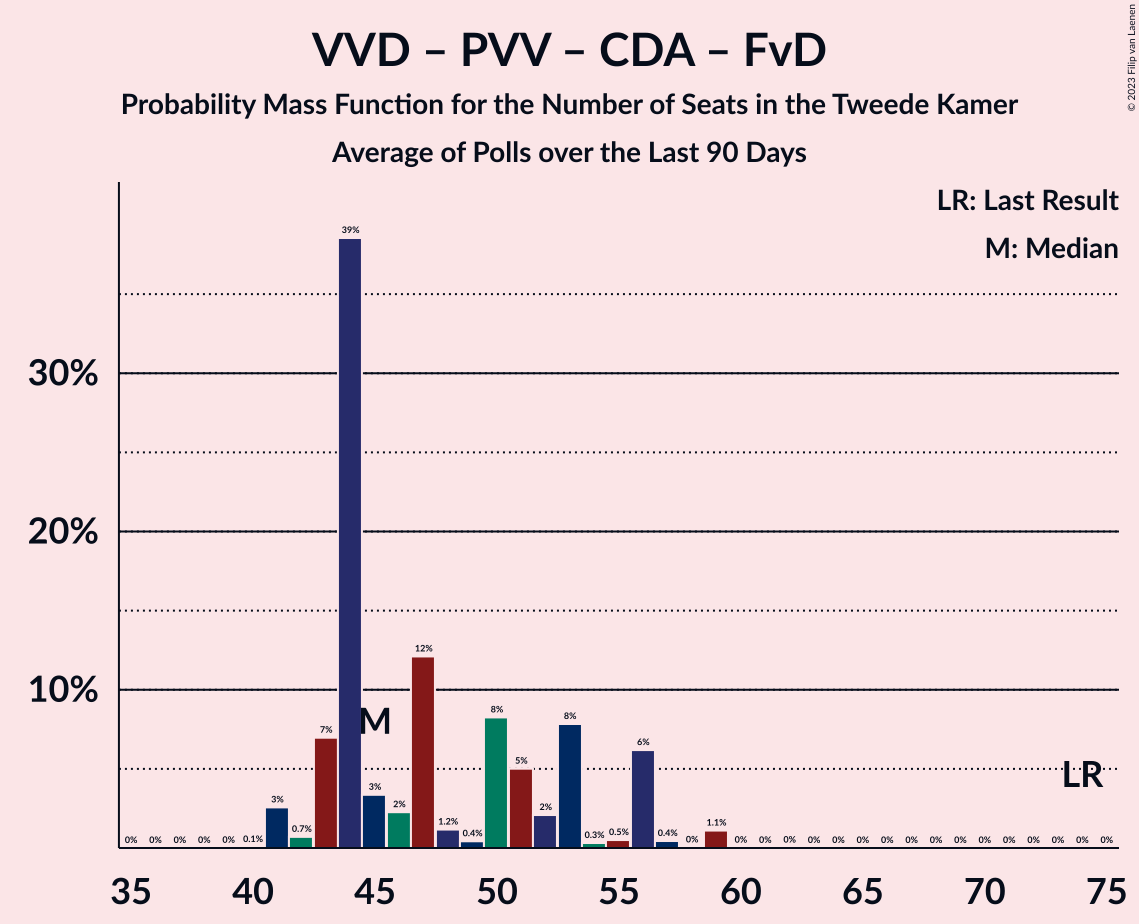 VVD – PVV – CDA – FvD
Probability Mass Function for the Number of Seats in the Tweede Kamer
Average of Polls over the Last 90 Days
© 2023 Filip van Laenen
LR: Last Result
M: Median
30%
20%
10%
0% 0% 0% 0% 0% 0.1% 3% 0.7% 7% 39% 3% 2% 12% 1.2% 0.4% 8% 5% 2% 8% 0.3% 0.5% 6% 0.4% 0% 1.1% 0% 0% 0% 0% 0% 0% 0% 0% 0% 0% 0% 0% 0% 0% 0% 0%
M
LR
35 40 45 50 55 60 65 70 75